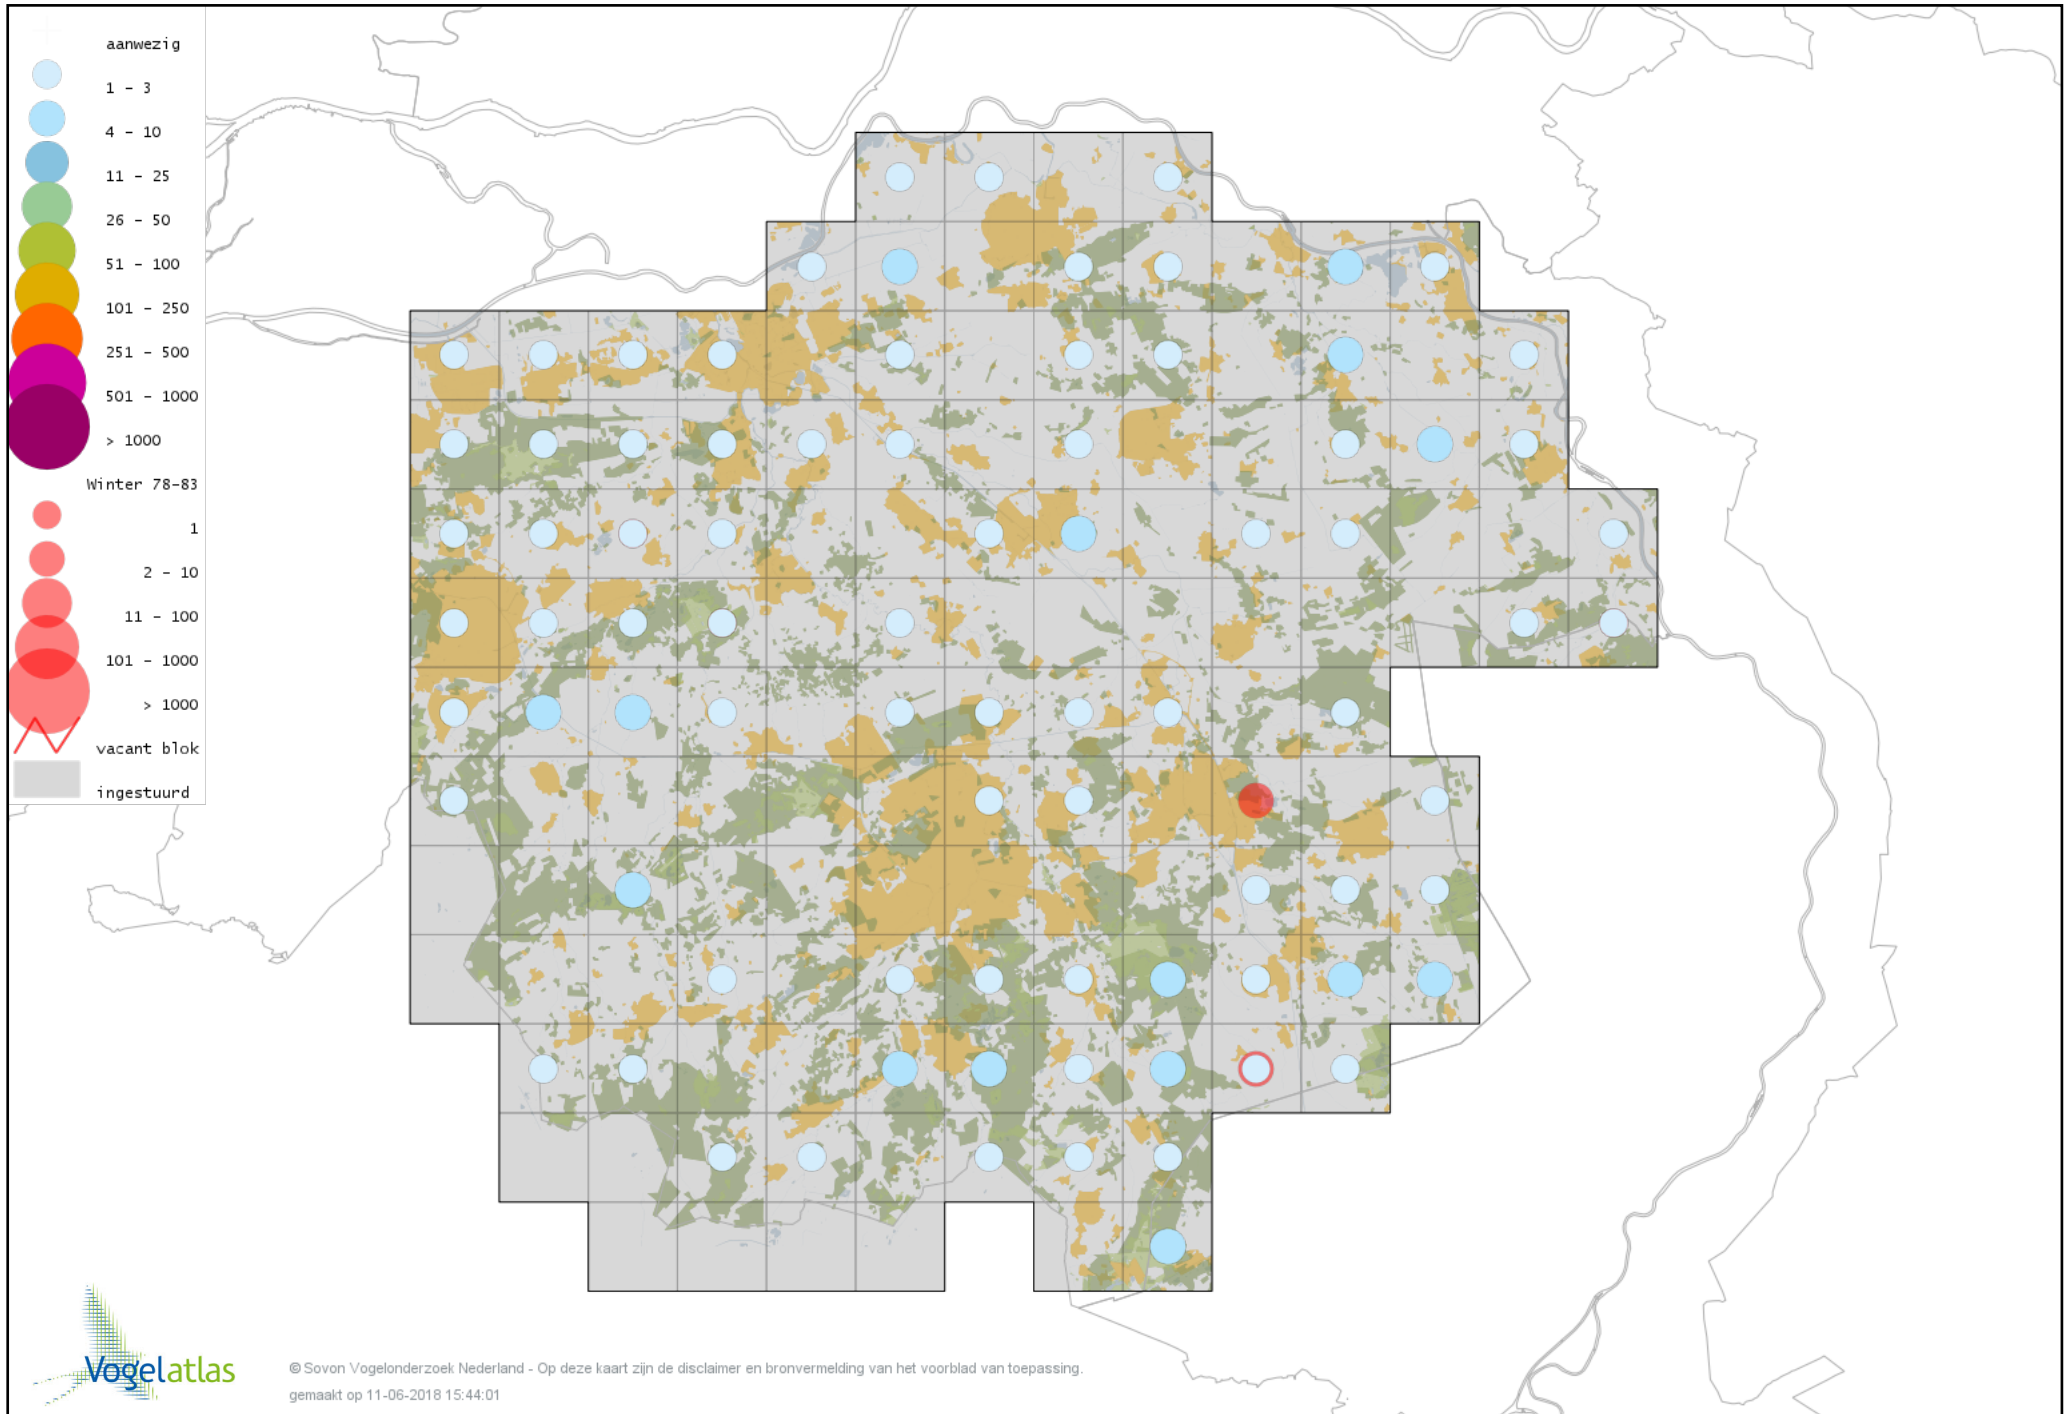 aanwezig
1 - 3
4 - 10
11 - 25
26 - 50
51 - 100
101 - 250
251 - 500
501 - 1000
> 1000
Winter 78-83
1
2 - 10
11 - 100
101 - 1000
> 1000
vacant blok
ingestuurd
Vogelatlas
© Sovon Vogelonderzoek Nederland - Op deze kaart zijn de disclaimer en bronvermelding van het voorblad van toepassing.
gemaakt op 11-06-2018 15:44:01